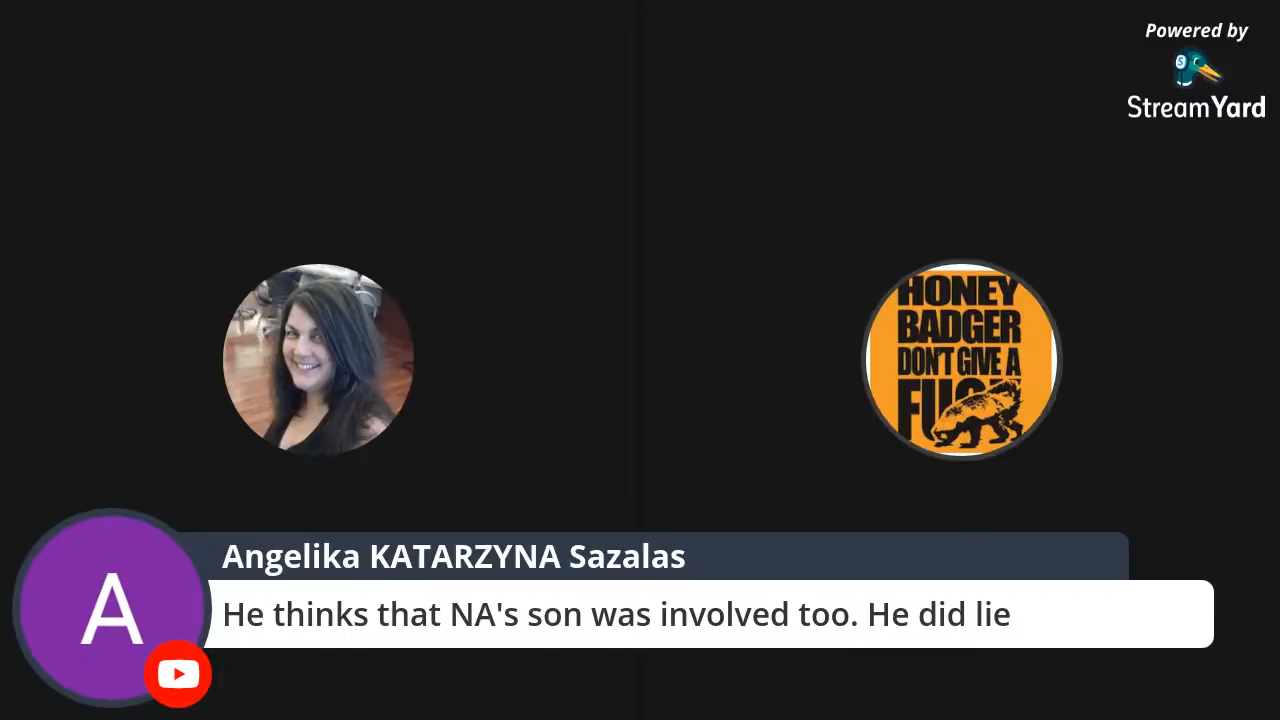 Powered by
StreamYard
HONEY
BADGER
DON'T GIVE A
Angelika KATARZYNA Sazalas
A
He thinks that NA's son was involved too. He did lie